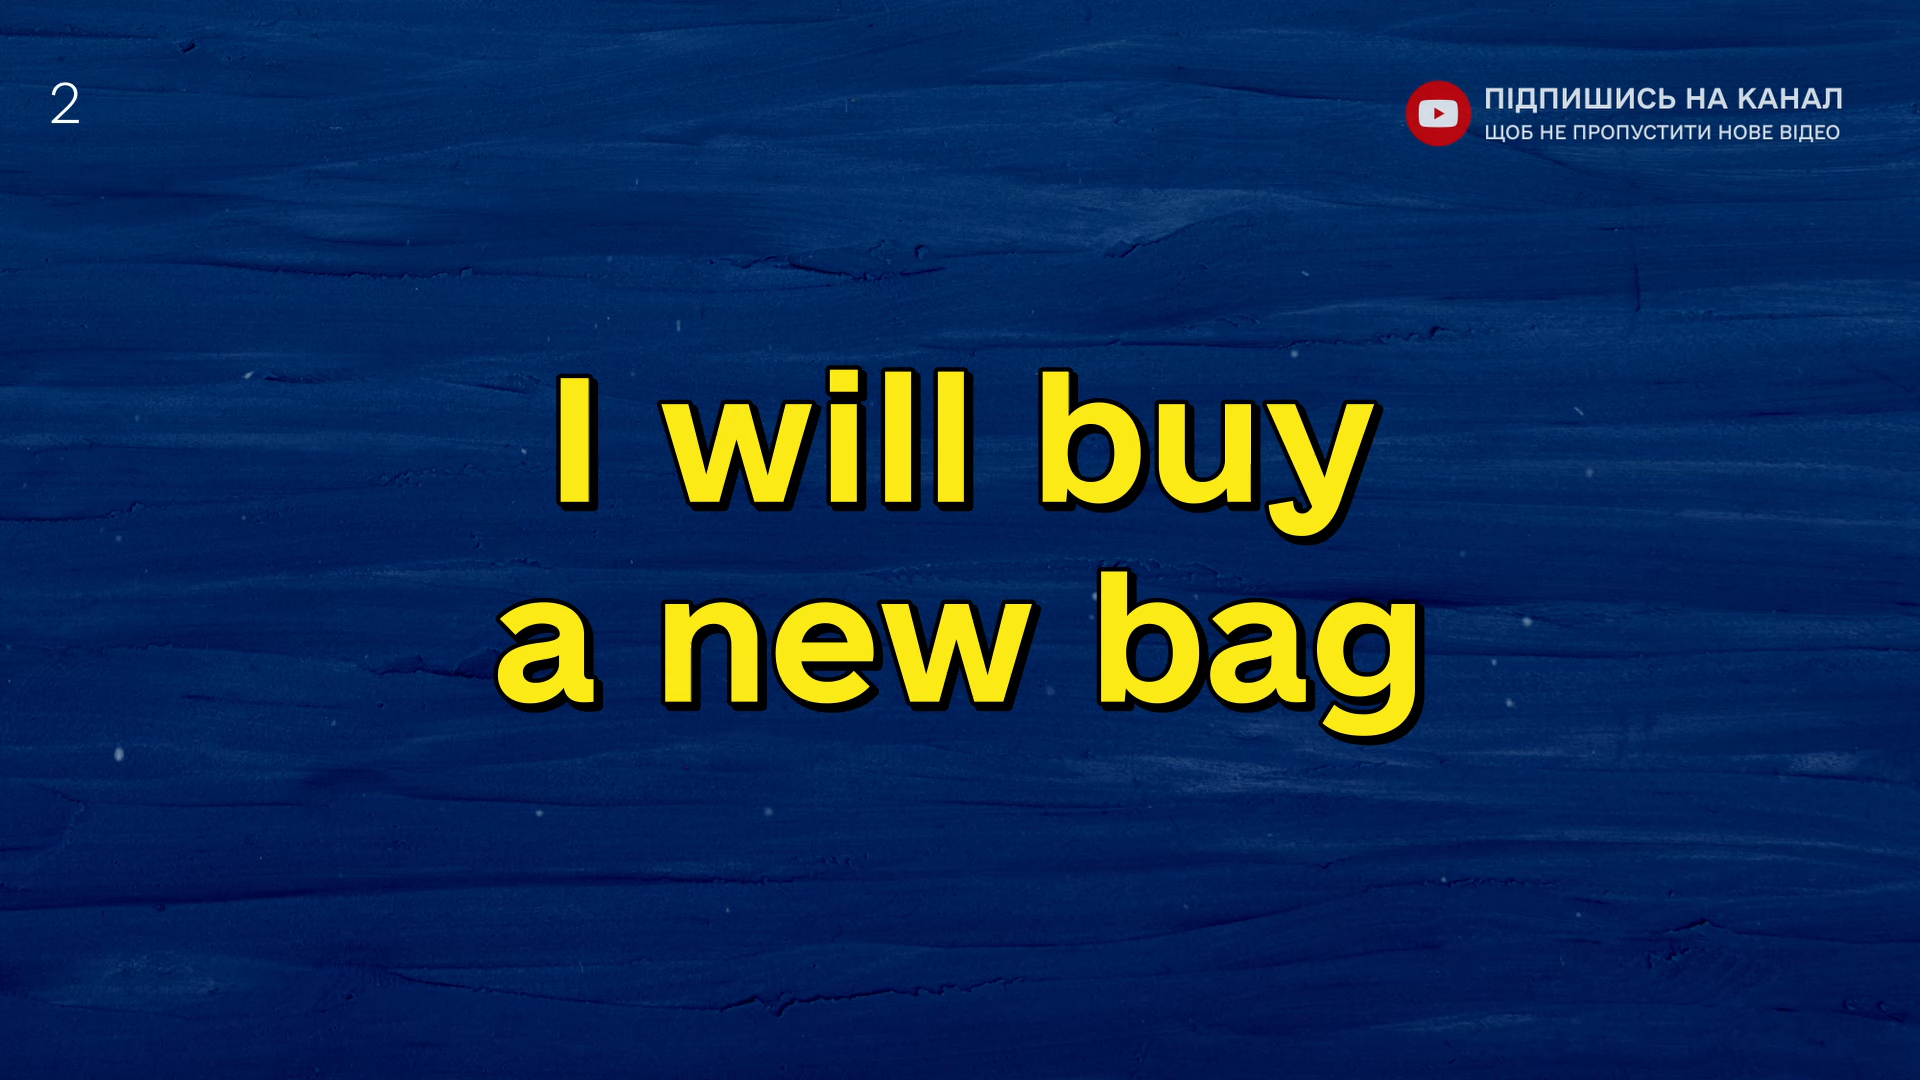 2
ПІДПИШИСЬ НА КАНАЛ
ЩОБ НЕ ПРОПУСТИТИ НОВЕ ВІДЕО
I will buy
a new bag